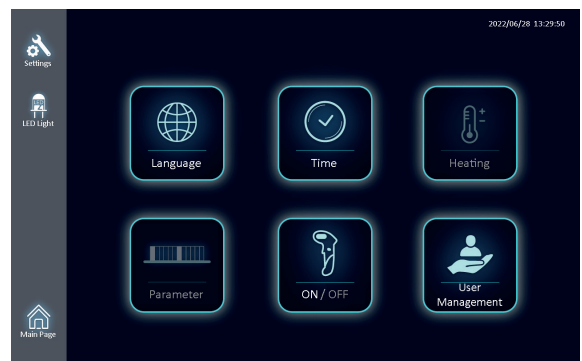 2022/06/28 13:29:50
Settings
LED Light
Language
Time
Heating
Parameter
ON / OFF
User
Management
Main Page